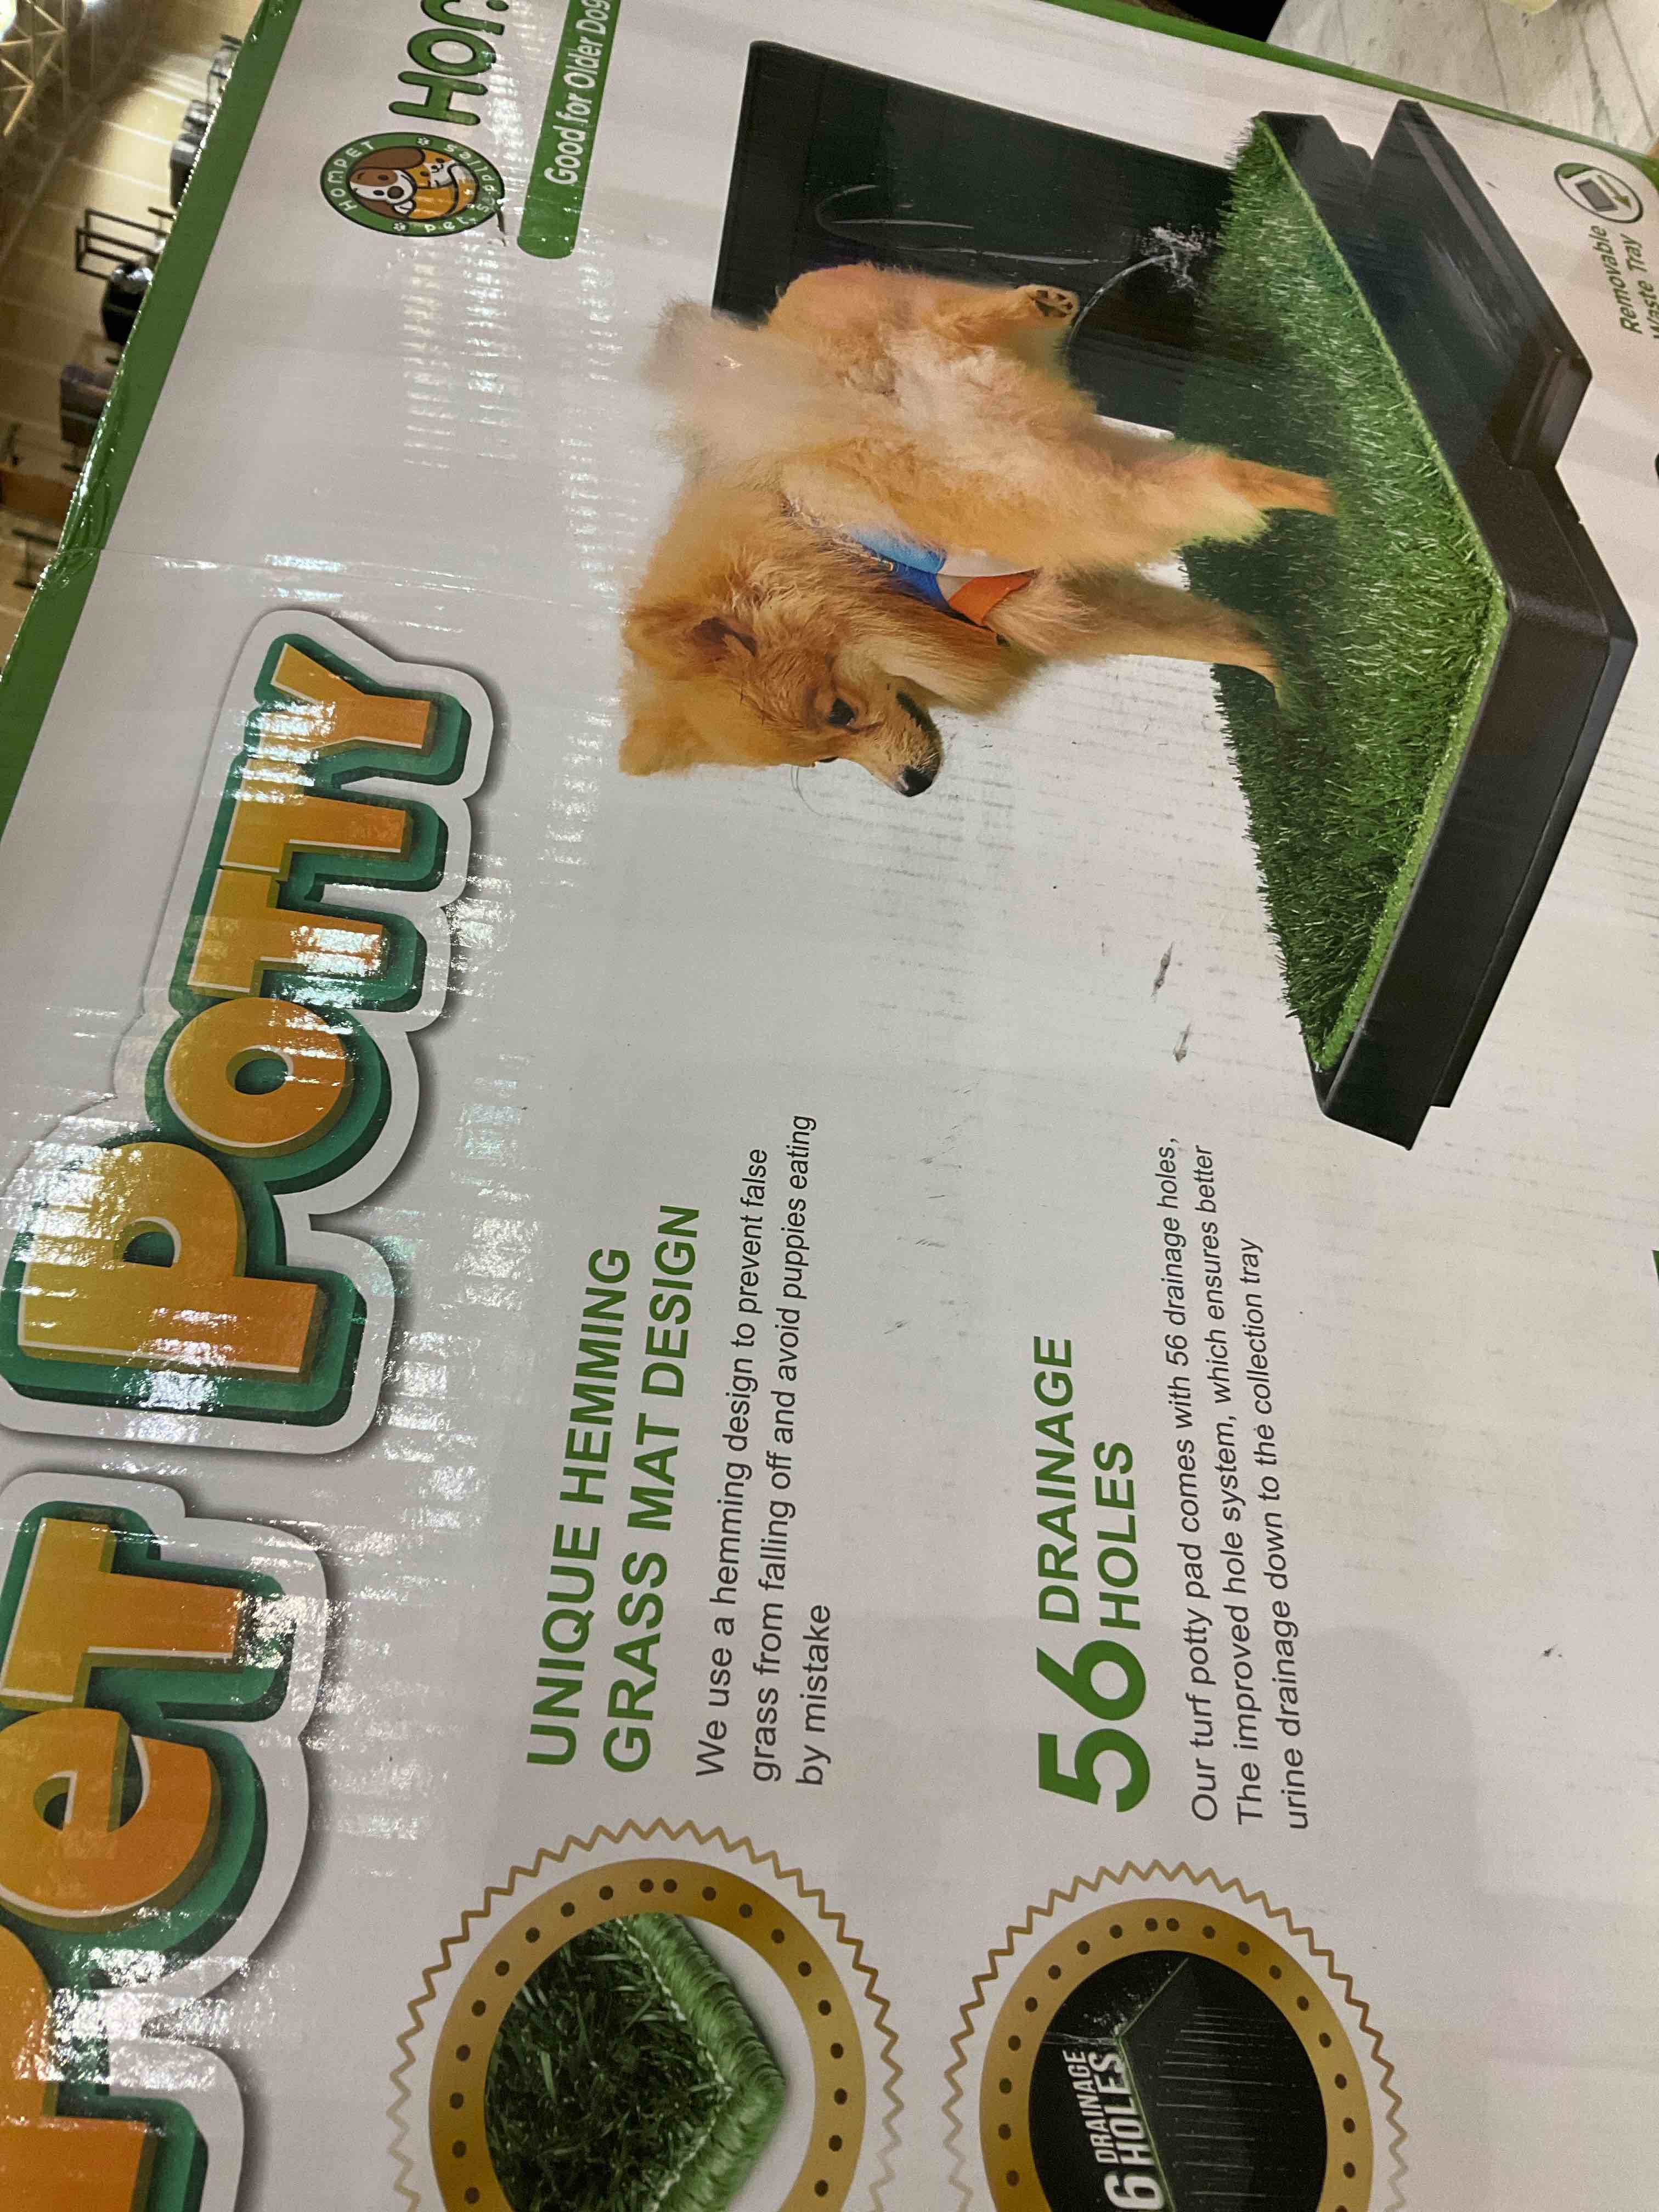 Pet Potty
HOMPET
Pet Supplies
Good for Older Dog
UNIQUE HEMMING
GRASS MAT DESIGN
We use a hemming design to prevent false
grass from falling off and avoid puppies eating
by mistake
56 DRAINAGE
HOLES
Our turf potty pad comes with 56 drainage holes,
The improved hole system, which ensures better
urine drainage down to the collection tray
Removable
Waste Tray
6 DRAINAGE
HOLES